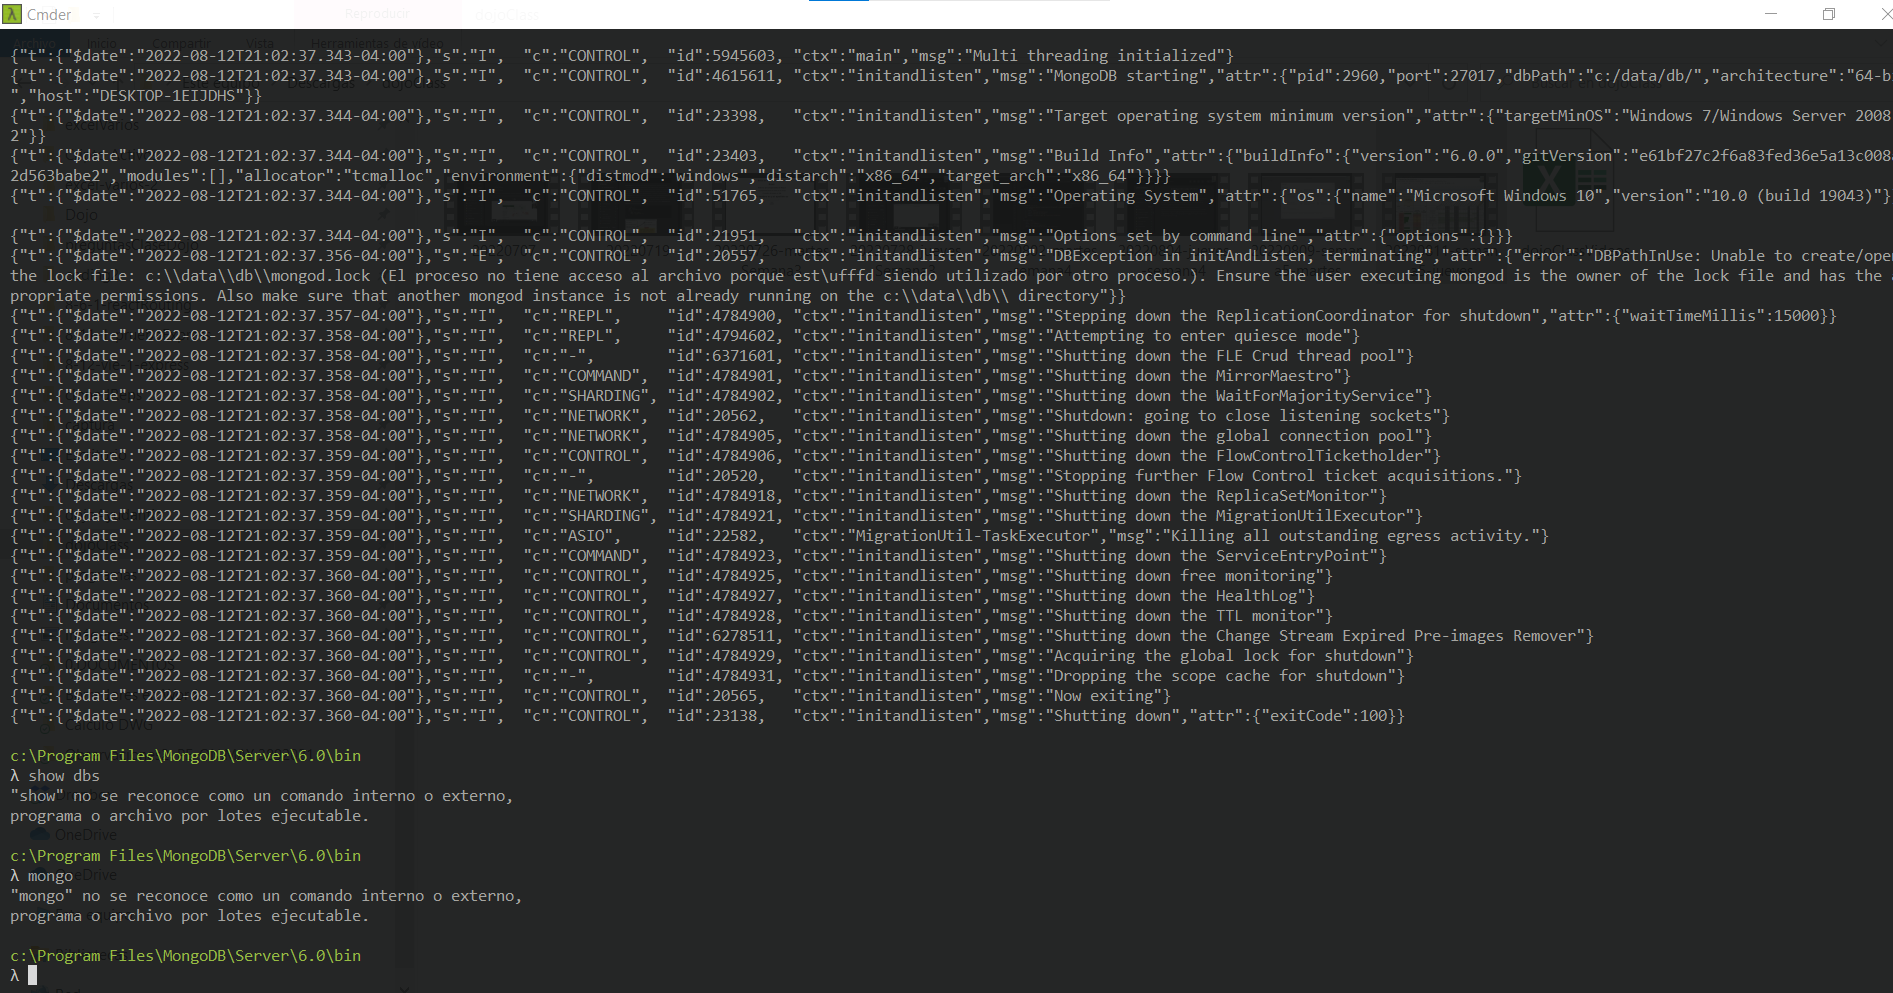 Cmder
{"t":{"$date":"2022-08-12T21:02:37.343-04:00"},"s":"I",  "c":"CONTROL",  "id":5945603, "ctx":"main","msg":"Multi threading initialized"}
{"t":{"$date":"2022-08-12T21:02:37.343-04:00"},"s":"I",  "c":"CONTROL",  "id":4615611, "ctx":"initandlisten","msg":"MongoDB starting","attr":{"pid":2960,"port":27017,"dbPath":"c:/data/db/","architecture":"64-b
","host":"DESKTOP-1EIJDHS"}}
{"t":{"$date":"2022-08-12T21:02:37.344-04:00"},"s":"I",  "c":"CONTROL",  "id":23398,   "ctx":"initandlisten","msg":"Target operating system minimum version","attr":{"targetMinOS":"Windows 7/Windows Server 2008
2"}}
{"t":{"$date":"2022-08-12T21:02:37.344-04:00"},"s":"I",  "c":"CONTROL",  "id":23403,   "ctx":"initandlisten","msg":"Build Info","attr":{"buildInfo":{"version":"6.0.0","gitVersion":"e61bf27c2f6a83fed36e5a13c008a
2d563babe2","modules":[],"allocator":"tcmalloc","environment":{"distmod":"windows","distarch":"x86_64","target_arch":"x86_64"}}}}
{"t":{"$date":"2022-08-12T21:02:37.344-04:00"},"s":"I",  "c":"CONTROL",  "id":51765,   "ctx":"initandlisten","msg":"Operating System","attr":{"os":{"name":"Microsoft Windows 10","version":"10.0 (build 19043)"}
{"t":{"$date":"2022-08-12T21:02:37.344-04:00"},"s":"I",  "c":"CONTROL",  "id":21951,   "ctx":"initandlisten","msg":"Options set by command line","attr":{"options":{}}}
{"t":{"$date":"2022-08-12T21:02:37.356-04:00"},"s":"E",  "c":"CONTROL",  "id":20557,   "ctx":"initandlisten","msg":"DBException in initAndListen, terminating","attr":{"error":"DBPathInUse: Unable to create/ope
the lock file: c:\\data\\db\\mongod.lock (El proceso no tiene acceso al archivo porque est\ufffd siendo utilizado por otro proceso.). Ensure the user executing mongod is the owner of the lock file and has the a
propriate permissions. Also make sure that another mongod instance is not already running on the c:\\data\\db\\ directory"}}
{"t":{"$date":"2022-08-12T21:02:37.357-04:00"},"s":"I",  "c":"REPL",     "id":4784900, "ctx":"initandlisten","msg":"Stepping down the ReplicationCoordinator for shutdown","attr":{"waitTimeMillis":15000}}
{"t":{"$date":"2022-08-12T21:02:37.358-04:00"},"s":"I",  "c":"REPL",     "id":4794602, "ctx":"initandlisten","msg":"Attempting to enter quiesce mode"}
{"t":{"$date":"2022-08-12T21:02:37.358-04:00"},"s":"I",  "c":"-",        "id":6371601, "ctx":"initandlisten","msg":"Shutting down the FLE Crud thread pool"}
{"t":{"$date":"2022-08-12T21:02:37.358-04:00"},"s":"I",  "c":"COMMAND",  "id":4784901, "ctx":"initandlisten","msg":"Shutting down the MirrorMaestro"}
{"t":{"$date":"2022-08-12T21:02:37.358-04:00"},"s":"I",  "c":"SHARDING", "id":4784902, "ctx":"initandlisten","msg":"Shutting down the WaitForMajorityService"}
{"t":{"$date":"2022-08-12T21:02:37.358-04:00"},"s":"I",  "c":"NETWORK",  "id":20562,   "ctx":"initandlisten","msg":"Shutdown: going to close listening sockets"}
{"t":{"$date":"2022-08-12T21:02:37.358-04:00"},"s":"I",  "c":"NETWORK",  "id":4784905, "ctx":"initandlisten","msg":"Shutting down the global connection pool"}
{"t":{"$date":"2022-08-12T21:02:37.359-04:00"},"s":"I",  "c":"CONTROL",  "id":4784906, "ctx":"initandlisten","msg":"Shutting down the FlowControlTicketholder"}
{"t":{"$date":"2022-08-12T21:02:37.359-04:00"},"s":"I",  "c":"-",        "id":20520,   "ctx":"initandlisten","msg":"Stopping further Flow Control ticket acquisitions."}
{"t":{"$date":"2022-08-12T21:02:37.359-04:00"},"s":"I",  "c":"NETWORK",  "id":4784918, "ctx":"initandlisten","msg":"Shutting down the ReplicaSetMonitor"}
{"t":{"$date":"2022-08-12T21:02:37.359-04:00"},"s":"I",  "c":"SHARDING", "id":4784921, "ctx":"initandlisten","msg":"Shutting down the MigrationUtilExecutor"}
{"t":{"$date":"2022-08-12T21:02:37.359-04:00"},"s":"I",  "c":"ASIO",     "id":22582,   "ctx":"MigrationUtil-TaskExecutor","msg":"Killing all outstanding egress activity."}
{"t":{"$date":"2022-08-12T21:02:37.359-04:00"},"s":"I",  "c":"COMMAND",  "id":4784923, "ctx":"initandlisten","msg":"Shutting down the ServiceEntryPoint"}
{"t":{"$date":"2022-08-12T21:02:37.360-04:00"},"s":"I",  "c":"CONTROL",  "id":4784925, "ctx":"initandlisten","msg":"Shutting down free monitoring"}
{"t":{"$date":"2022-08-12T21:02:37.360-04:00"},"s":"I",  "c":"CONTROL",  "id":4784927, "ctx":"initandlisten","msg":"Shutting down the HealthLog"}
{"t":{"$date":"2022-08-12T21:02:37.360-04:00"},"s":"I",  "c":"CONTROL",  "id":4784928, "ctx":"initandlisten","msg":"Shutting down the TTL monitor"}
{"t":{"$date":"2022-08-12T21:02:37.360-04:00"},"s":"I",  "c":"CONTROL",  "id":6278511, "ctx":"initandlisten","msg":"Shutting down the Change Stream Expired Pre-images Remover"}
{"t":{"$date":"2022-08-12T21:02:37.360-04:00"},"s":"I",  "c":"CONTROL",  "id":4784929, "ctx":"initandlisten","msg":"Acquiring the global lock for shutdown"}
{"t":{"$date":"2022-08-12T21:02:37.360-04:00"},"s":"I",  "c":"-",        "id":4784931, "ctx":"initandlisten","msg":"Dropping the scope cache for shutdown"}
{"t":{"$date":"2022-08-12T21:02:37.360-04:00"},"s":"I",  "c":"CONTROL",  "id":20565,   "ctx":"initandlisten","msg":"Now exiting"}
{"t":{"$date":"2022-08-12T21:02:37.360-04:00"},"s":"I",  "c":"CONTROL",  "id":23138,   "ctx":"initandlisten","msg":"Shutting down","attr":{"exitCode":100}}
c:\Program Files\MongoDB\Server\6.0\bin
λ show dbs
"show" no se reconoce como un comando interno o externo,
programa o archivo por lotes ejecutable.
c:\Program Files\MongoDB\Server\6.0\bin
λ mongo
"mongo" no se reconoce como un comando interno o externo,
programa o archivo por lotes ejecutable.
c:\Program Files\MongoDB\Server\6.0\bin
λ